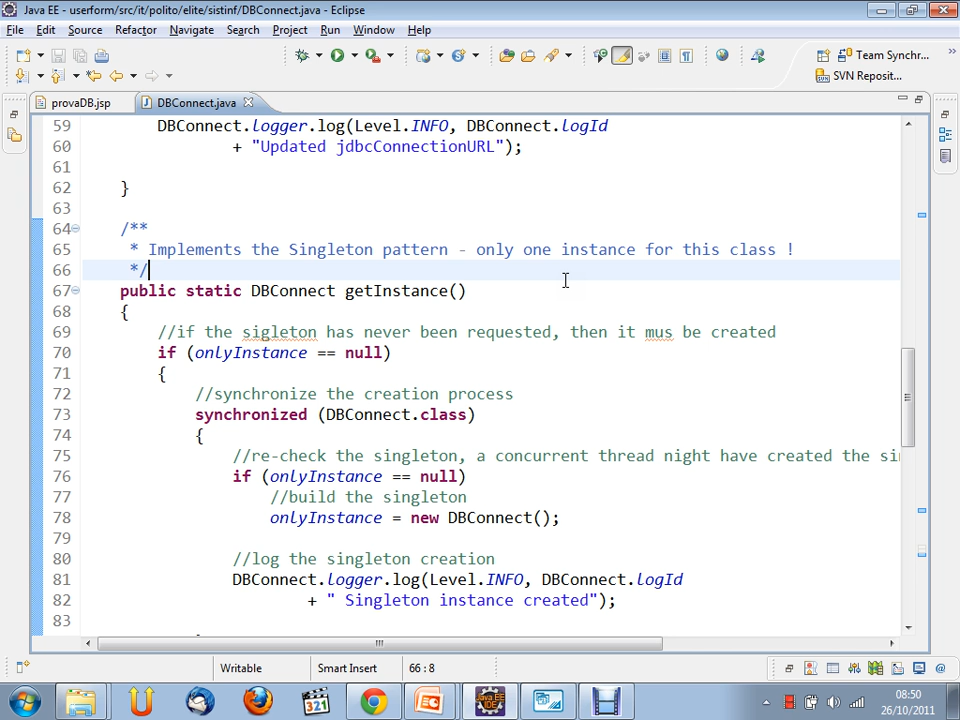 Java EE - userform/src/it/polito/elite/sistinf/DBConnect.java - Eclipse
File Edit Source Refactor Navigate Search Project Run Window Help
Team Synchr...
SVN Reposit...
provaDB.jsp DBConnect.java
59 DBConnect.logger.log(Level.INFO, DBConnect.logId
60 + "Updated jdbcConnectionURL");
61
62 }
63
64 /**
65 * Implements the Singleton pattern - only one instance for this class !
66 */
67 public static DBConnect getInstance()
68 {
69 //if the sigleton has never been requested, then it mus be created
70 if (onlyInstance == null)
71 {
72 //synchronize the creation process
73 synchronized (DBConnect.class)
74 {
75 //re-check the singleton, a concurrent thread night have created the si
76 if (onlyInstance == null)
77 //build the singleton
78 onlyInstance = new DBConnect();
79
80 //log the singleton creation
81 DBConnect.logger.log(Level.INFO, DBConnect.logId
82 + " Singleton instance created");
83
Writable Smart Insert 66 : 8
321
Java EE
IDE
08:50
26/10/2011